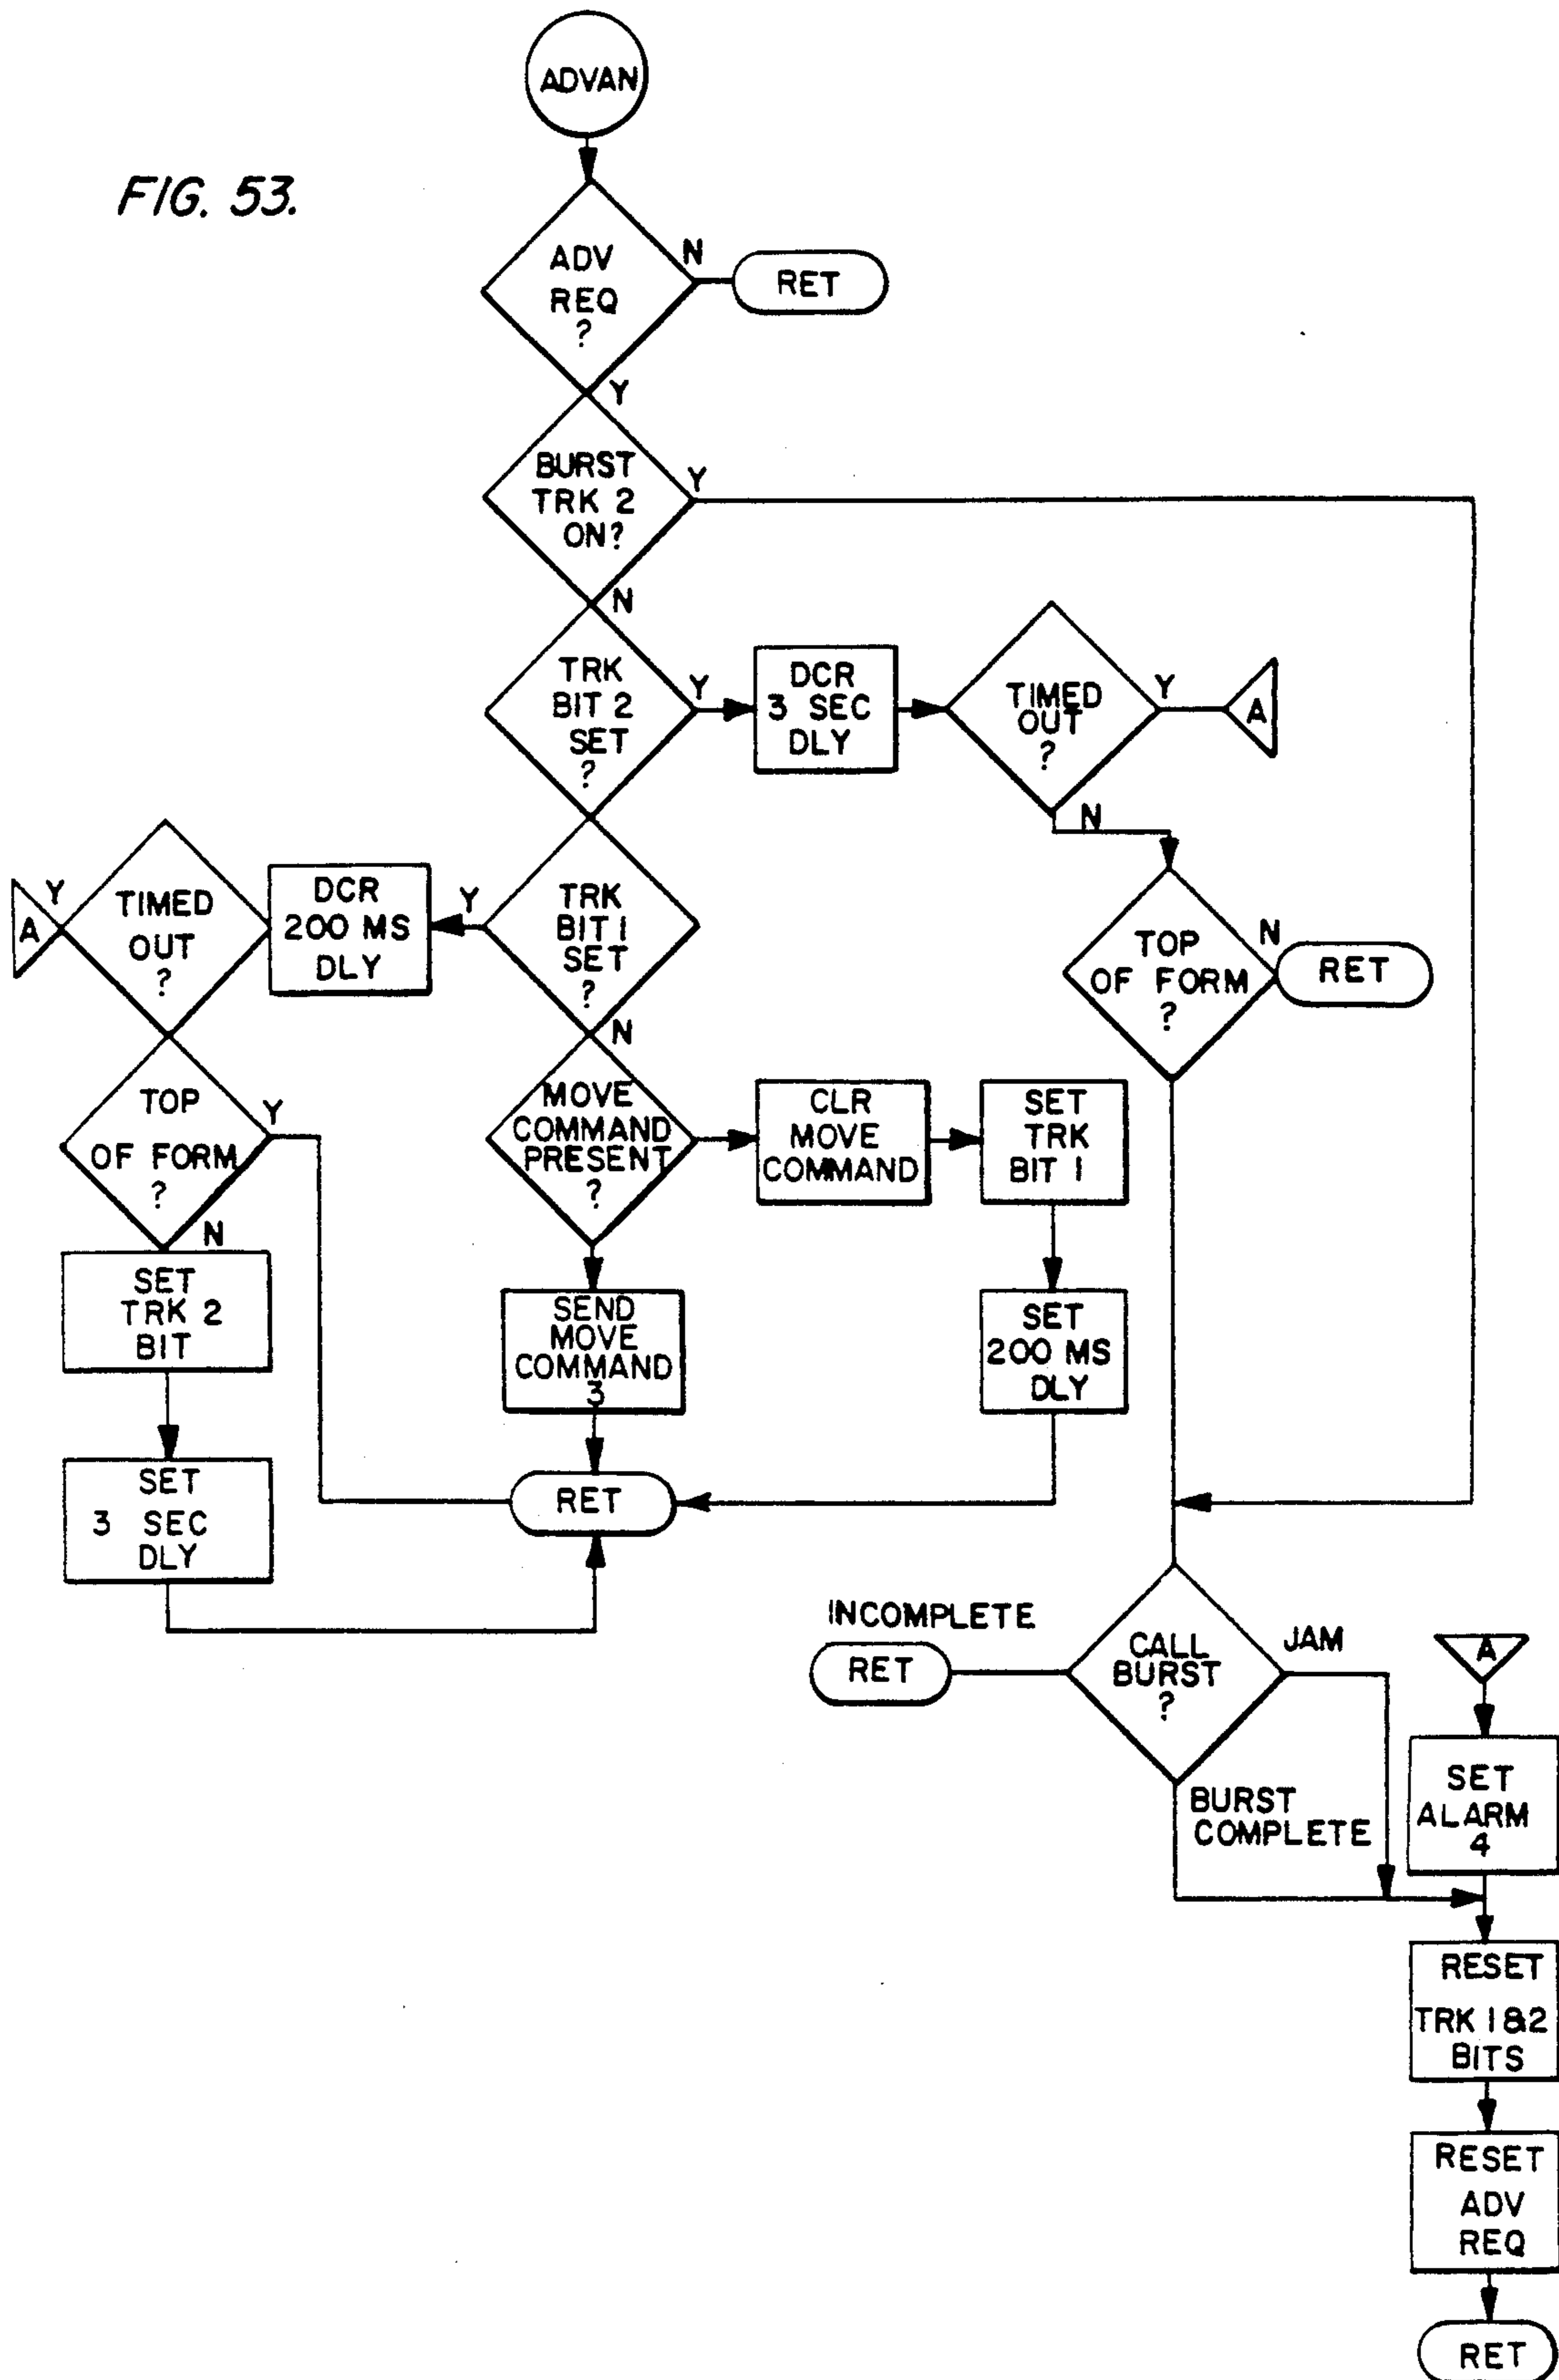 ADVAN
FIG. 53.
ADV
REQ
?
N
RET
Y
BURST
TRK 2
ON?
Y
N
TRK
BIT 2
SET
?
Y
DCR
3 SEC
DLY
TIMED
OUT
?
Y
A
N
TOP
OF FORM
?
N
RET
TRK
BIT 1
SET
?
Y
DCR
200 MS
DLY
TIMED
OUT
?
Y
A
TOP
OF FORM
?
Y
N
SET
TRK 2
BIT
SET
3 SEC
DLY
N
MOVE
COMMAND
PRESENT
?
CLR
MOVE
COMMAND
SET
TRK
BIT 1
SET
200 MS
DLY
SEND
MOVE
COMMAND
3
RET
INCOMPLETE
RET
CALL
BURST
?
JAM
BURST
COMPLETE
A
SET
ALARM
4
RESET
TRK 1&2
BITS
RESET
ADV
REQ
RET